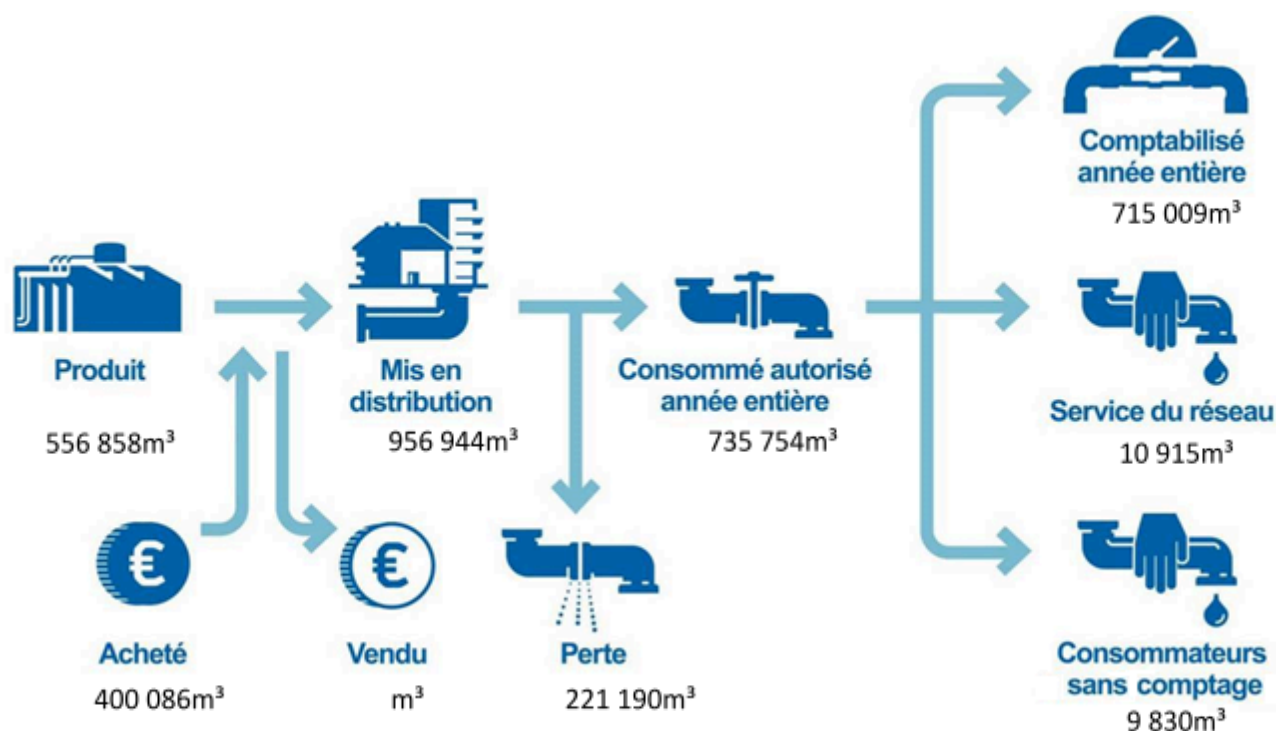 Produit
556 858m³
Acheté
400 086m³
Vendu
m³
Mis en
distribution
956 944m³
Perte
221 190m³
Consommé autorisé
année entière
735 754m³
Comptabilisé
année entière
715 009m³
Service du réseau
10 915m³
Consommateurs
sans comptage
9 830m³